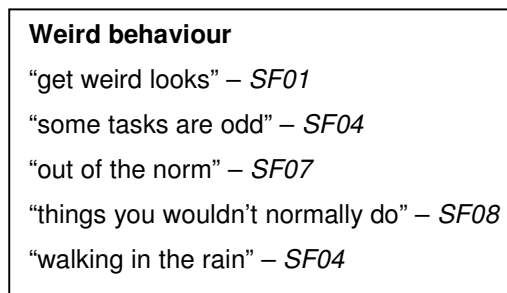 Weird behaviour
“get weird looks” – SF01
“some tasks are odd” – SF04
“out of the norm” – SF07
“things you wouldn’t normally do” – SF08
“walking in the rain” – SF04